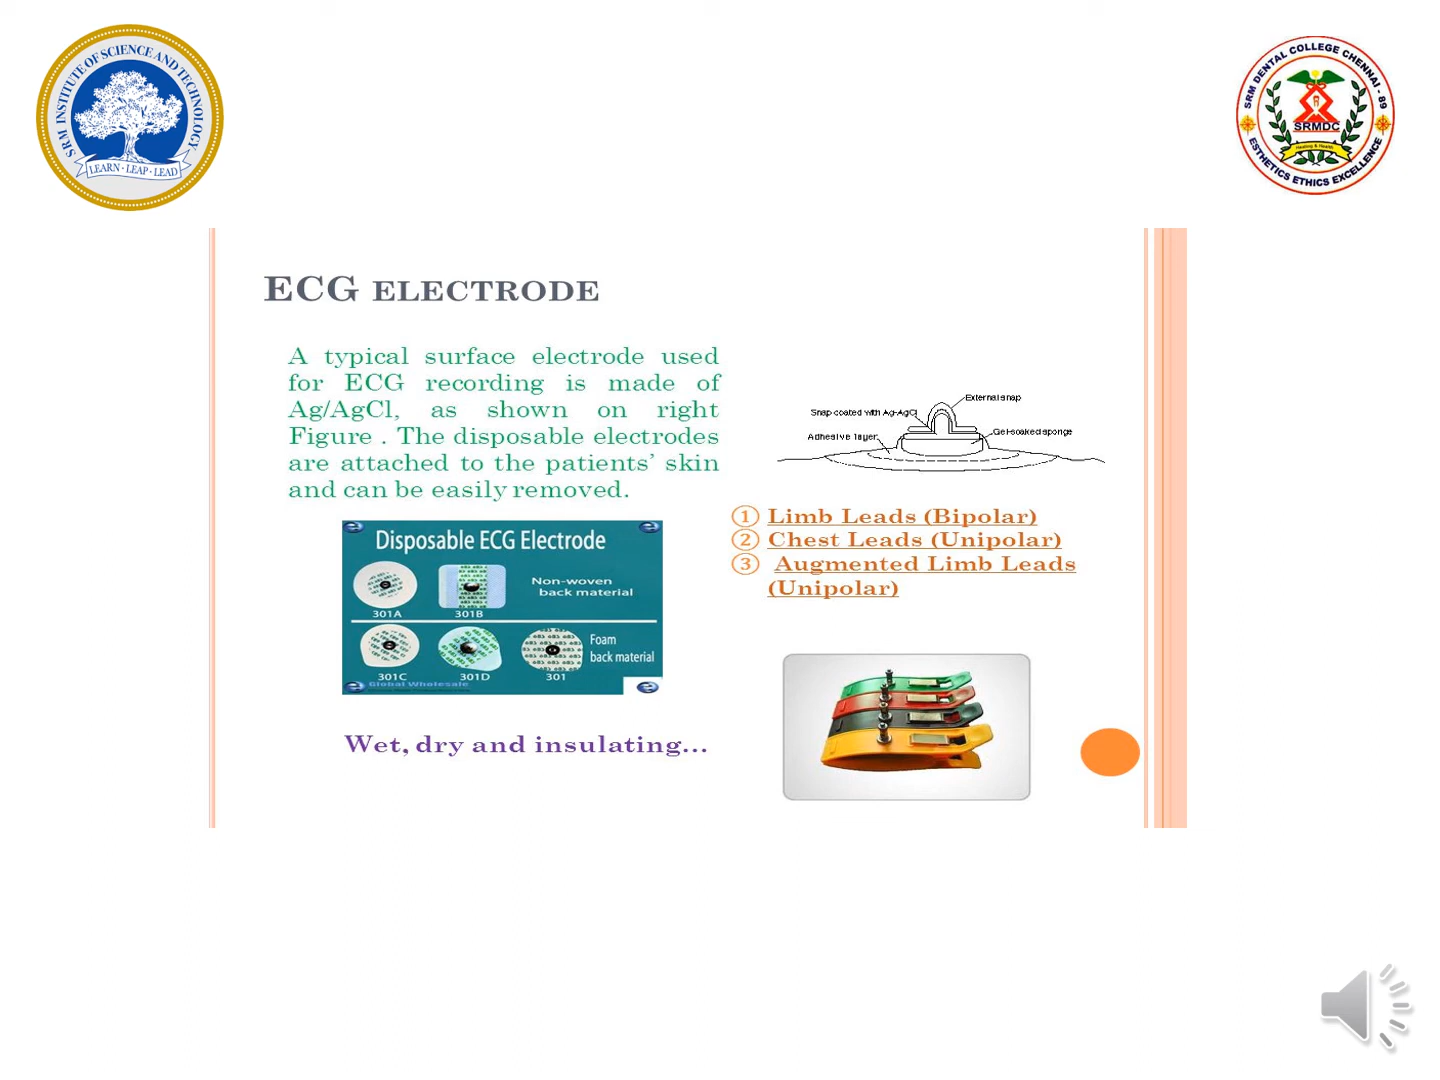 SRM INSTITUTE OF SCIENCE AND TECHNOLOGY
LEARN · LEAP · LEAD
SRM DENTAL COLLEGE CHENNAI - 89
SRMDC
Healing & Health
ESTHETICS ETHICS EXCELLENCE
ECG ELECTRODE
A typical surface electrode used
for ECG recording is made of
Ag/AgCl, as shown on right
Figure . The disposable electrodes
are attached to the patients’ skin
and can be easily removed.
External snap
Snap coated with Ag-AgCl
Gel-soaked sponge
Adhesive layer
① Limb Leads (Bipolar)
② Chest Leads (Unipolar)
③ Augmented Limb Leads
(Unipolar)
Disposable ECG Electrode
Non-woven
back material
301A
301B
Foam
back material
301C
301D
301
Global Wholesale
Wet, dry and insulating...